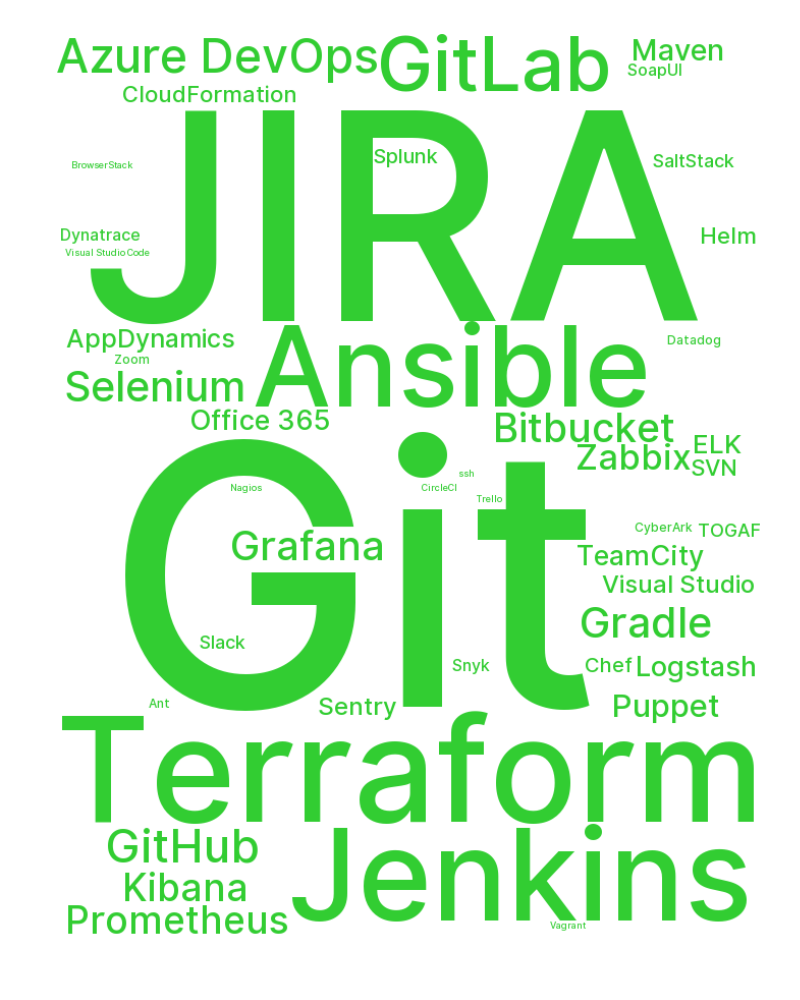 Azure DevOps
GitLab
Maven
SoapUI
CloudFormation
JIRA
Splunk
BrowserStack
SaltStack
Dynatrace
Helm
Visual Studio Code
AppDynamics
Ansible
Datadog
Zoom
Selenium
Office 365
Bitbucket
ELK
Zabbix
SVN
Git
ssh
Nagios
CircleCI
Trello
CyberArk
TOGAF
Grafana
TeamCity
Visual Studio
Gradle
Slack
Snyk
Chef
Logstash
Ant
Sentry
Puppet
Terraform
GitHub
Jenkins
Kibana
Prometheus
Vagrant